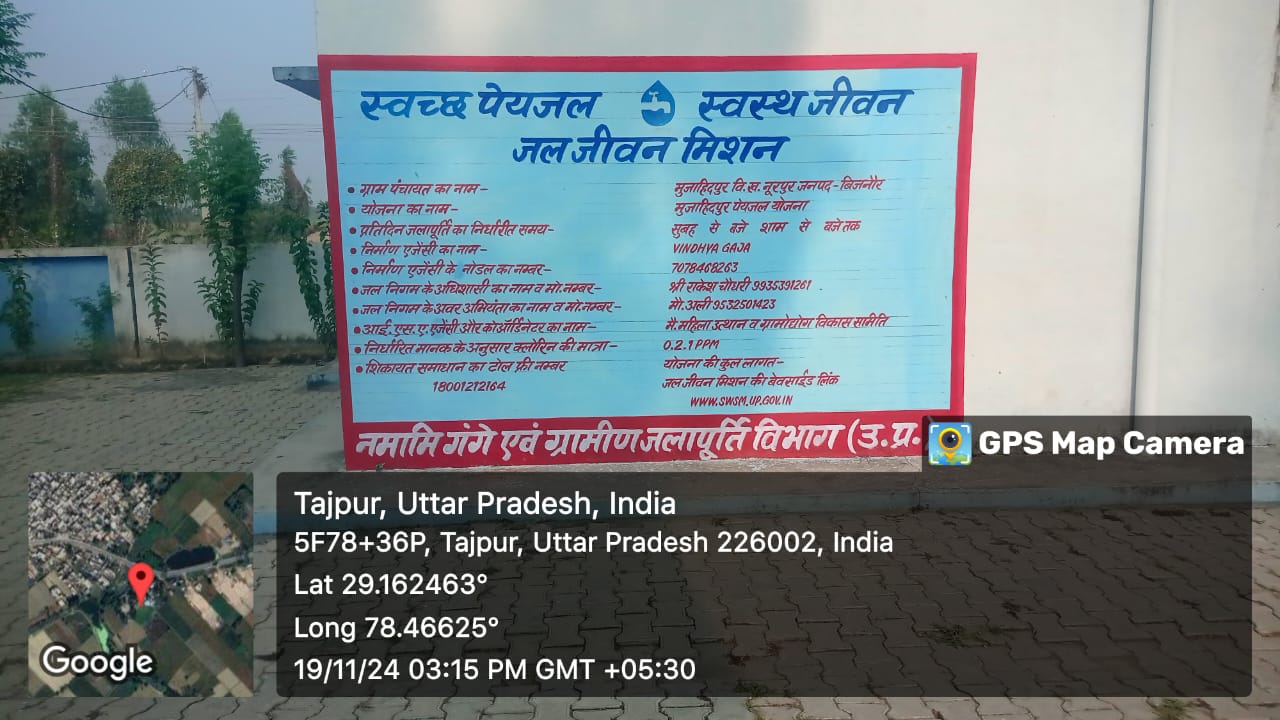 स्वच्छ पेयजल स्वस्थ जीवन
जल जीवन मिशन
• ग्राम पंचायत का नाम– मुजाहिदपुर वि.ख. नूरपुर जनपद-बिजनौर
• योजना का नाम– मुजाहिदपुर पेयजल योजना
• प्रतिदिन जलापूर्ति का निर्धारित समय– सुबह से बजे शाम से बजे तक
• निर्माण एजेंसी का नाम– VINDHYA GAJA
• निर्माण एजेंसी के नोडल का नम्बर– 7078468263
• जल निगम के अधिशासी का नाम व मो.नम्बर– श्री राकेश चौधरी 9935391261
• जल निगम के अवर अभियंता का नाम व मो.नम्बर– मौ.अली 9532501423
• आई.एस.ए.एजेंसी और कोऑर्डिनेटर का नाम– मै.महिला उत्थान व ग्रामोद्योग विकास समिति
• निर्धारित मानक के अनुसार क्लोरिन की मात्रा– 0.2.1 PPM
• शिकायत समाधान का टोल फ्री नम्बर योजना की कुल लागत–
18001212164 जल जीवन मिशन की वेवसाईड लिंक
WWW.SWSM.UP.GOV.IN
नमामि गंगे एवं ग्रामीण जलापूर्ति विभाग (उ.प्र.
GPS Map Camera
Tajpur, Uttar Pradesh, India
5F78+36P, Tajpur, Uttar Pradesh 226002, India
Lat 29.162463°
Long 78.46625°
19/11/24 03:15 PM GMT +05:30
Google